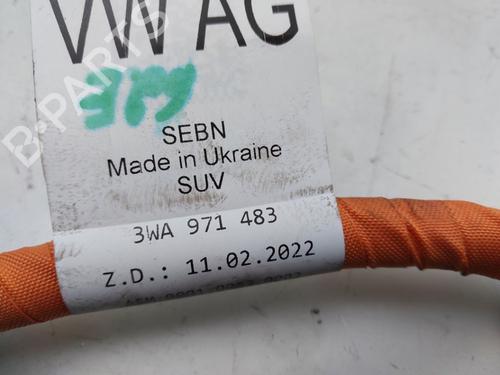 VW AG
SEBN
Made in Ukraine
SUV
3WA 971 483
Z.D.: 11.02.2022
B-PARTS